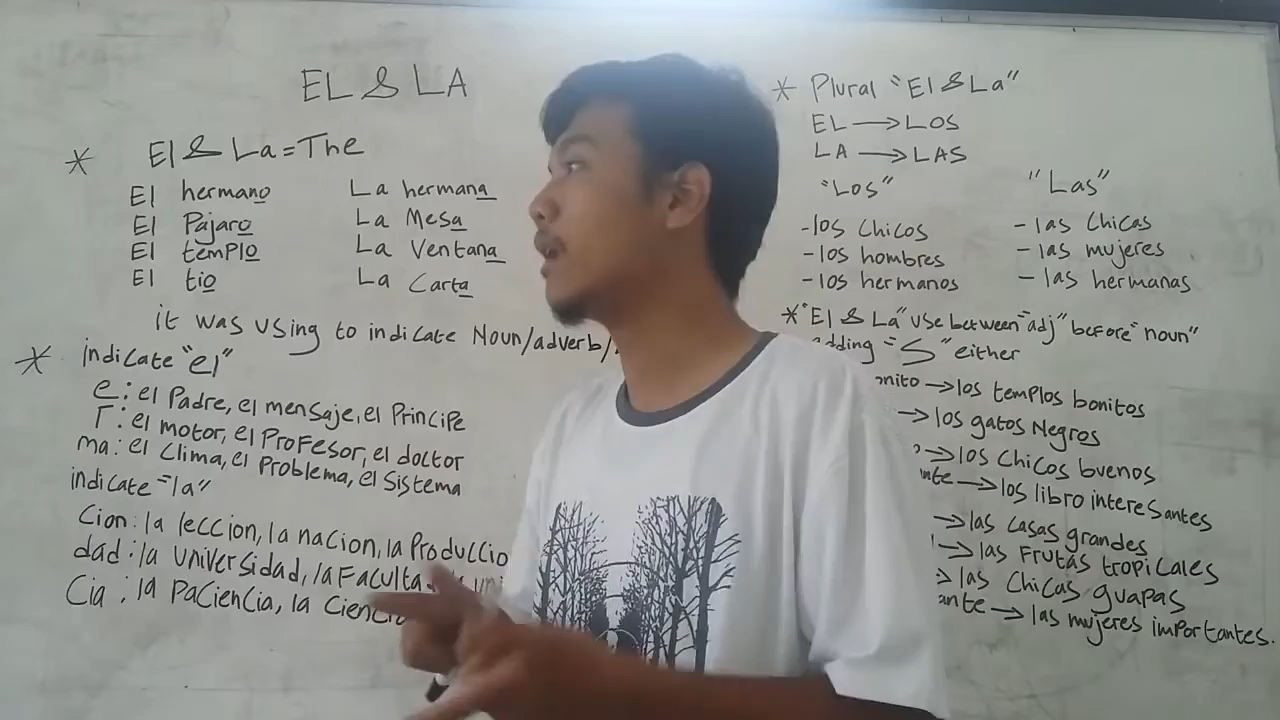 EL & LA
* El & La = The
El hermano
El Pajaro
El templo
El tio
La hermana
La Mesa
La Ventana
La Carta
it was using to indicate Noun/adverb/
* indicate "el"
e : el Padre, el mensaje, el Principe
r : el motor, el Profesor, el doctor
ma : el Clima, el Problema, el Sistema
indicate "la"
Cion : la leccion, la nacion, la Produccio
dad : la Universidad, la Faculta
Cia : la Paciencia, la Ciencia
* Plural "El & La"
EL → LOS
LA → LAS
"Los"
- los Chicos
- los hombres
- los hermanos
"Las"
- las Chicas
- las mujeres
- las hermanas
* "El & La" use between "adj" before "noun"
adding "S" either
onito → los templos bonitos
→ los gatos Negros
→ los Chicos buenos
ante → los libro interesantes
→ las casas grandes
→ las Frutas tropicales
→ las Chicas guapas
ante → las mujeres importantes.